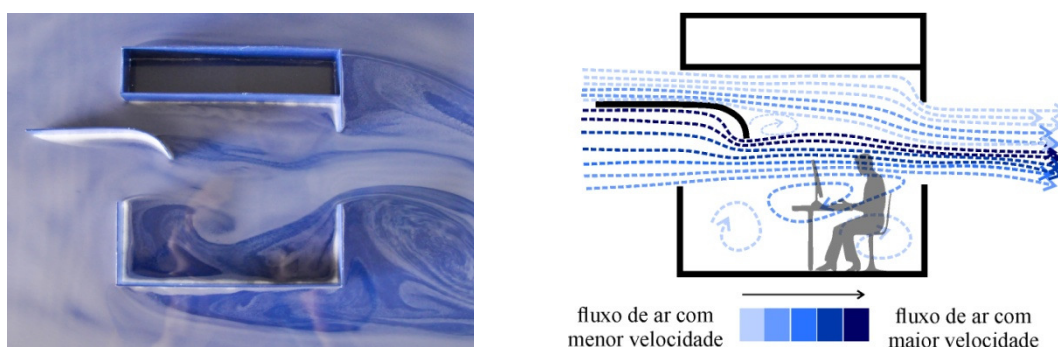 fluxo de ar com
menor velocidade
fluxo de ar com
maior velocidade